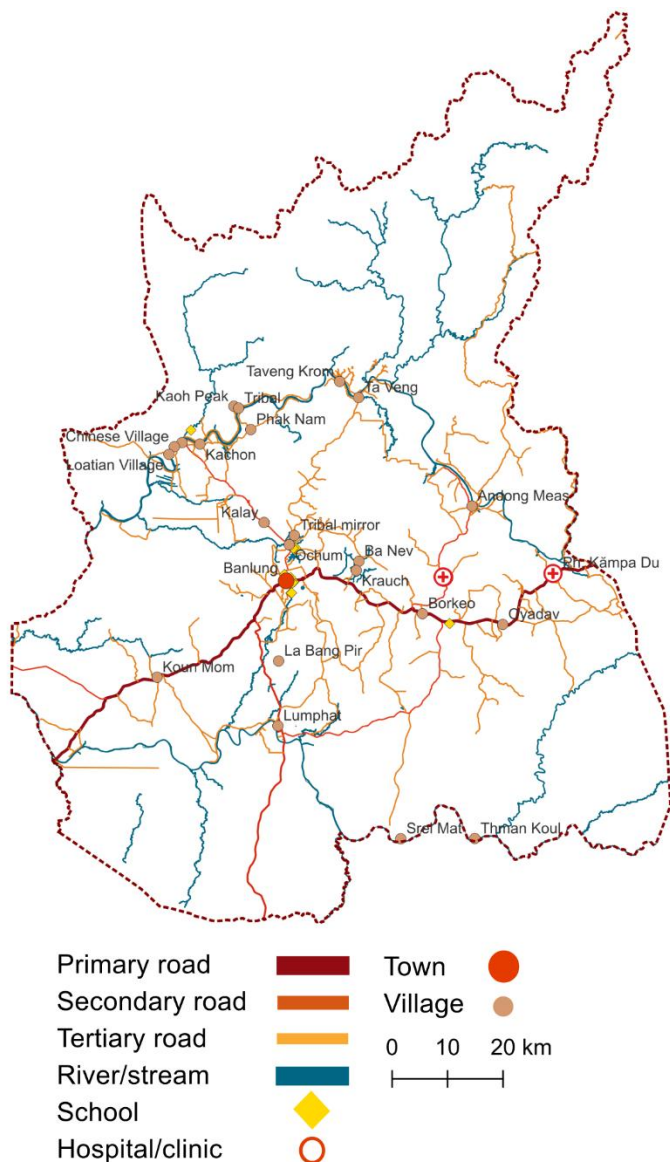 Taveng Krom
Ta Veng
Kaoh Peak
Tribal
Phak Nam
Chinese Village
Kachon
Loatian Village
Andong Meas
Kalay
Tribal mirror
Ochum
Ba Nev
Banlung
Krauch
Ph. Kămpa Du
Borkeo
Oyadav
La Bang Pir
Koun Mom
Lumphat
Srei Mat
Thman Koul
Primary road
Town
Secondary road
Village
Tertiary road
0 10 20 km
River/stream
School
Hospital/clinic